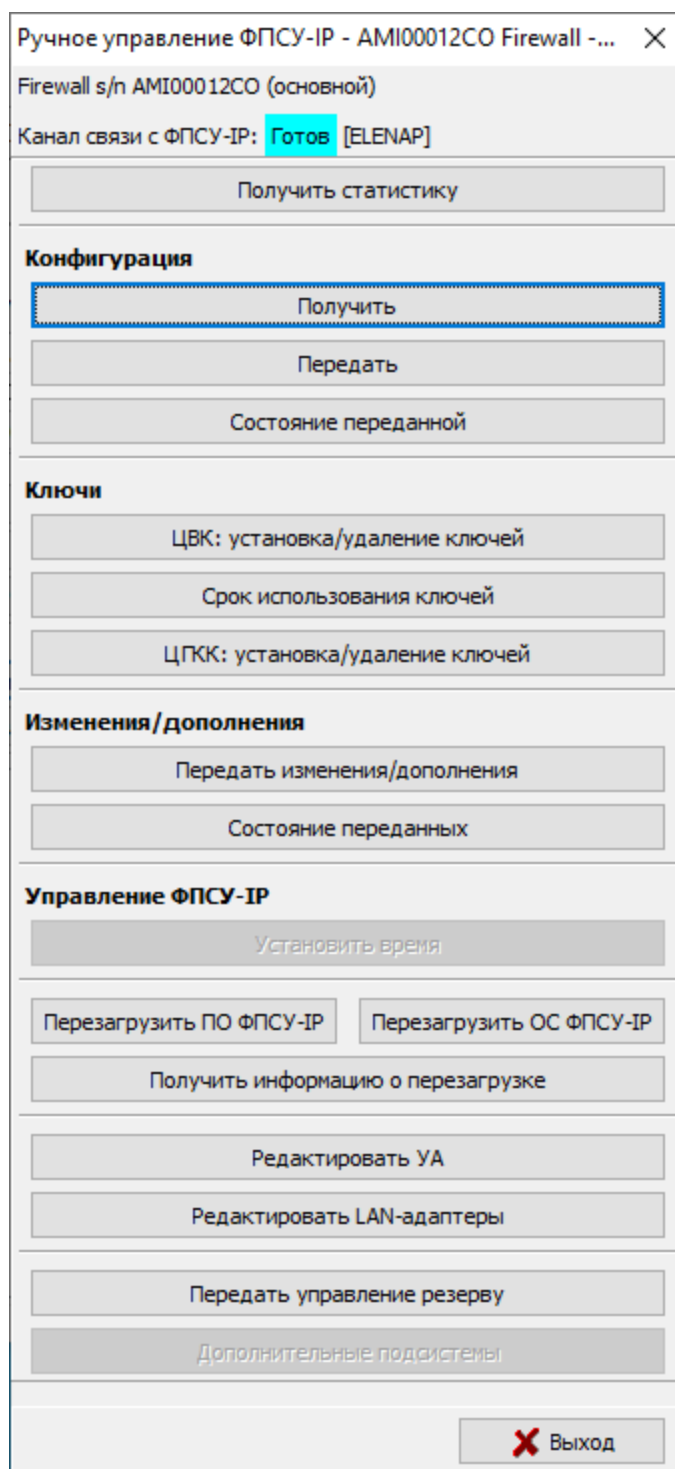 Ручное управление ФПСУ-IP - AMI00012CO Firewall -...
Firewall s/n AMI00012CO (основной)
Канал связи с ФПСУ-IP: Готов [ELENAP]
Получить статистику
Конфигурация
Получить
Передать
Состояние переданной
Ключи
ЦВК: установка/удаление ключей
Срок использования ключей
ЦГКК: установка/удаление ключей
Изменения/дополнения
Передать изменения/дополнения
Состояние переданных
Управление ФПСУ-IP
Установить время
Перезагрузить ПО ФПСУ-IP Перезагрузить ОС ФПСУ-IP
Получить информацию о перезагрузке
Редактировать УА
Редактировать LAN-адаптеры
Передать управление резерву
Дополнительные подсистемы
Выход